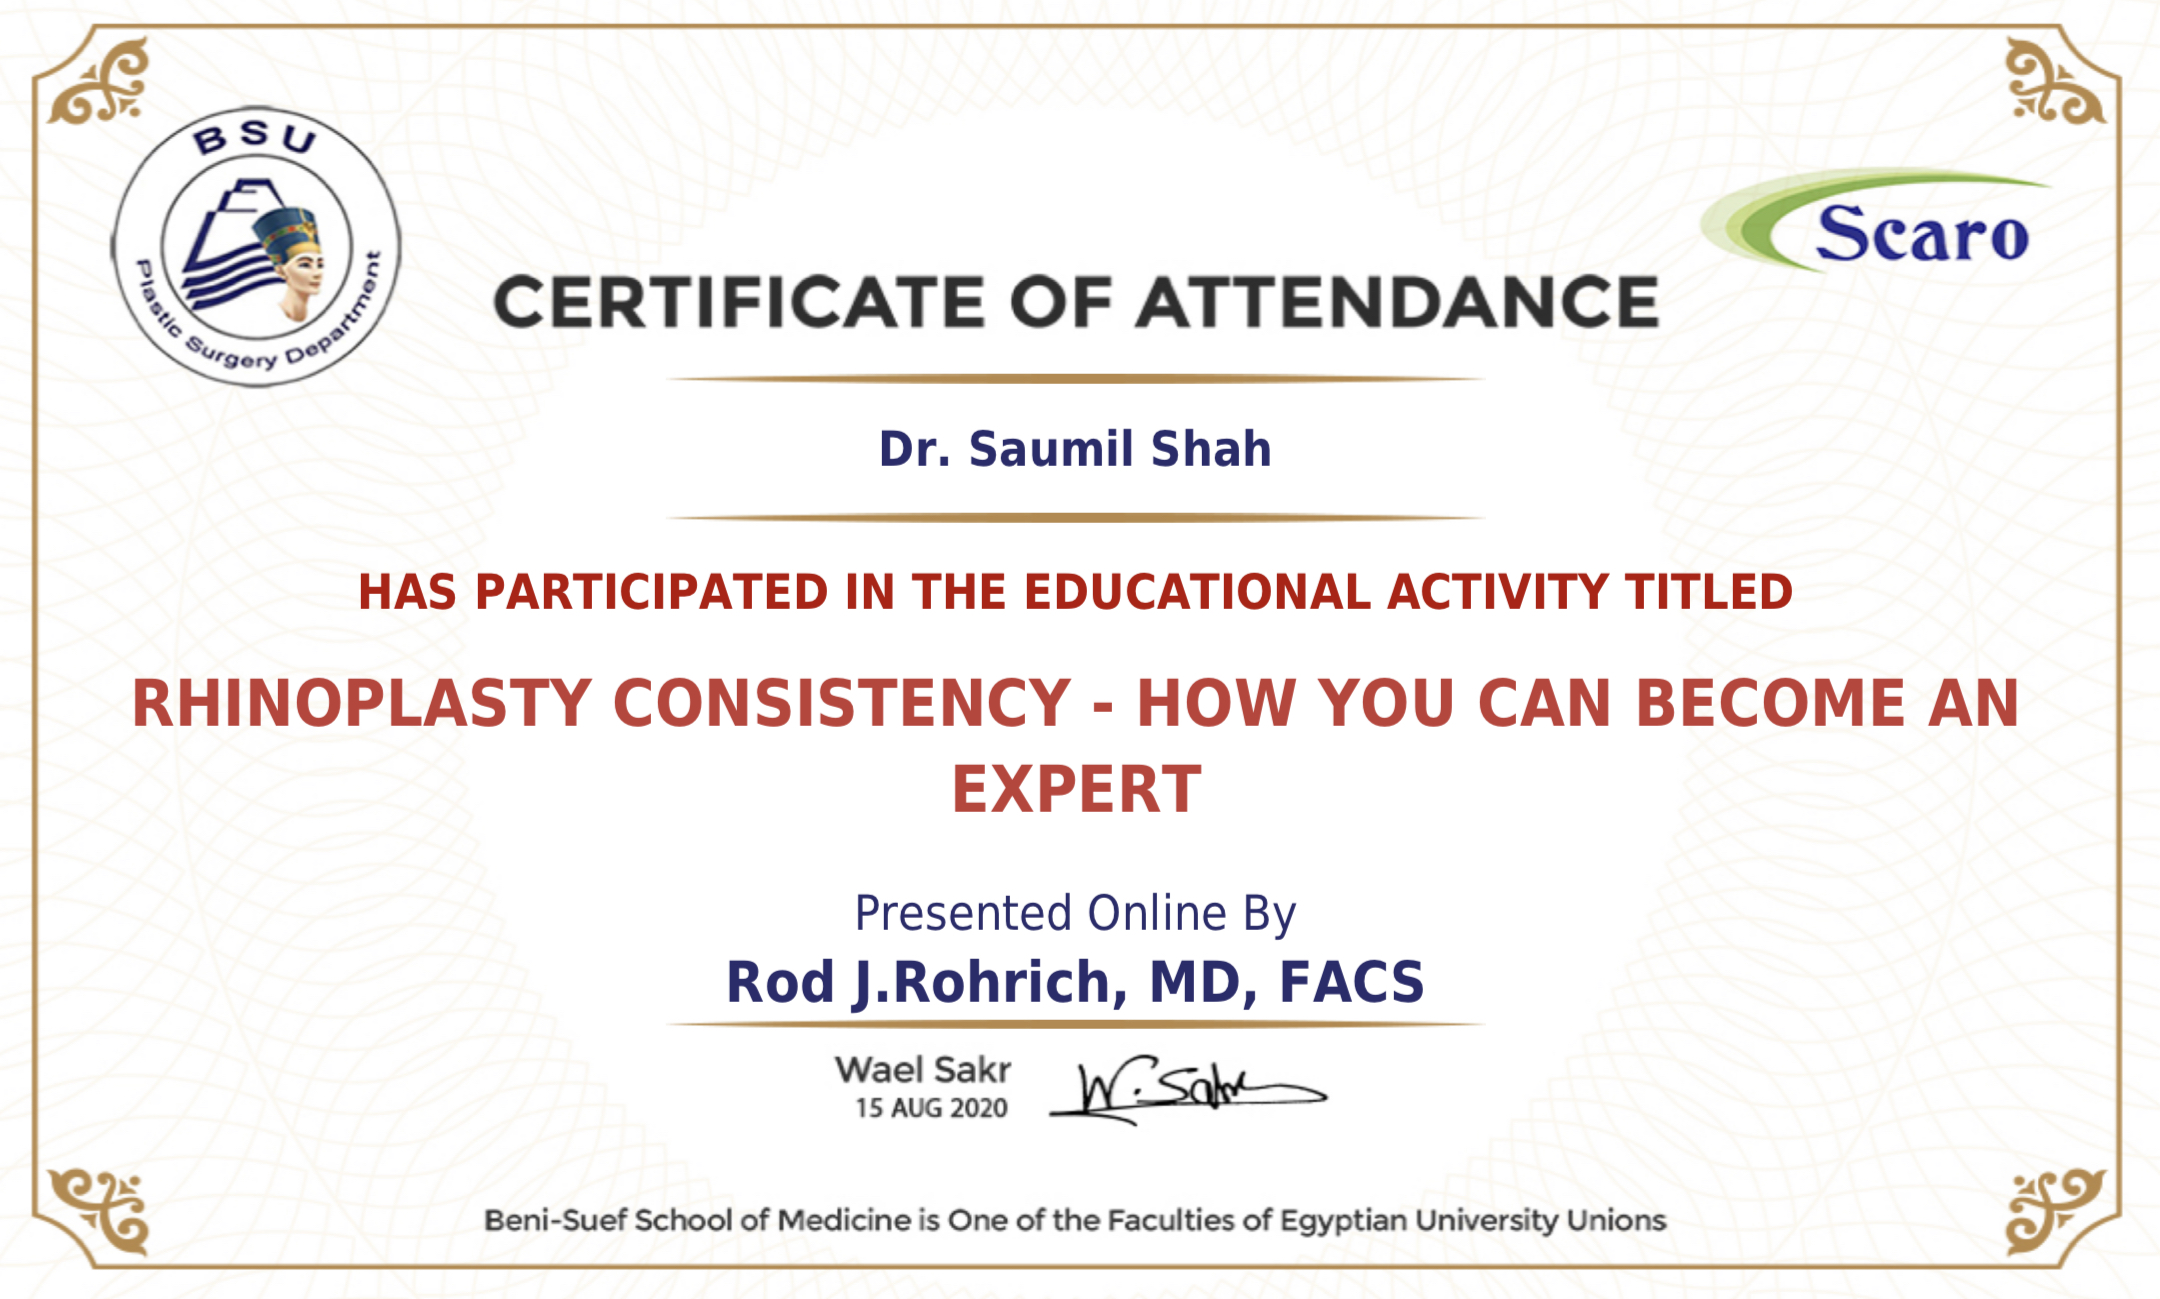 BSU
Plastic Surgery Department
Scaro
CERTIFICATE OF ATTENDANCE
Dr. Saumil Shah
HAS PARTICIPATED IN THE EDUCATIONAL ACTIVITY TITLED
RHINOPLASTY CONSISTENCY - HOW YOU CAN BECOME AN
EXPERT
Presented Online By
Rod J.Rohrich, MD, FACS
Wael Sakr
15 AUG 2020
W. Sakr
Beni-Suef School of Medicine is One of the Faculties of Egyptian University Unions